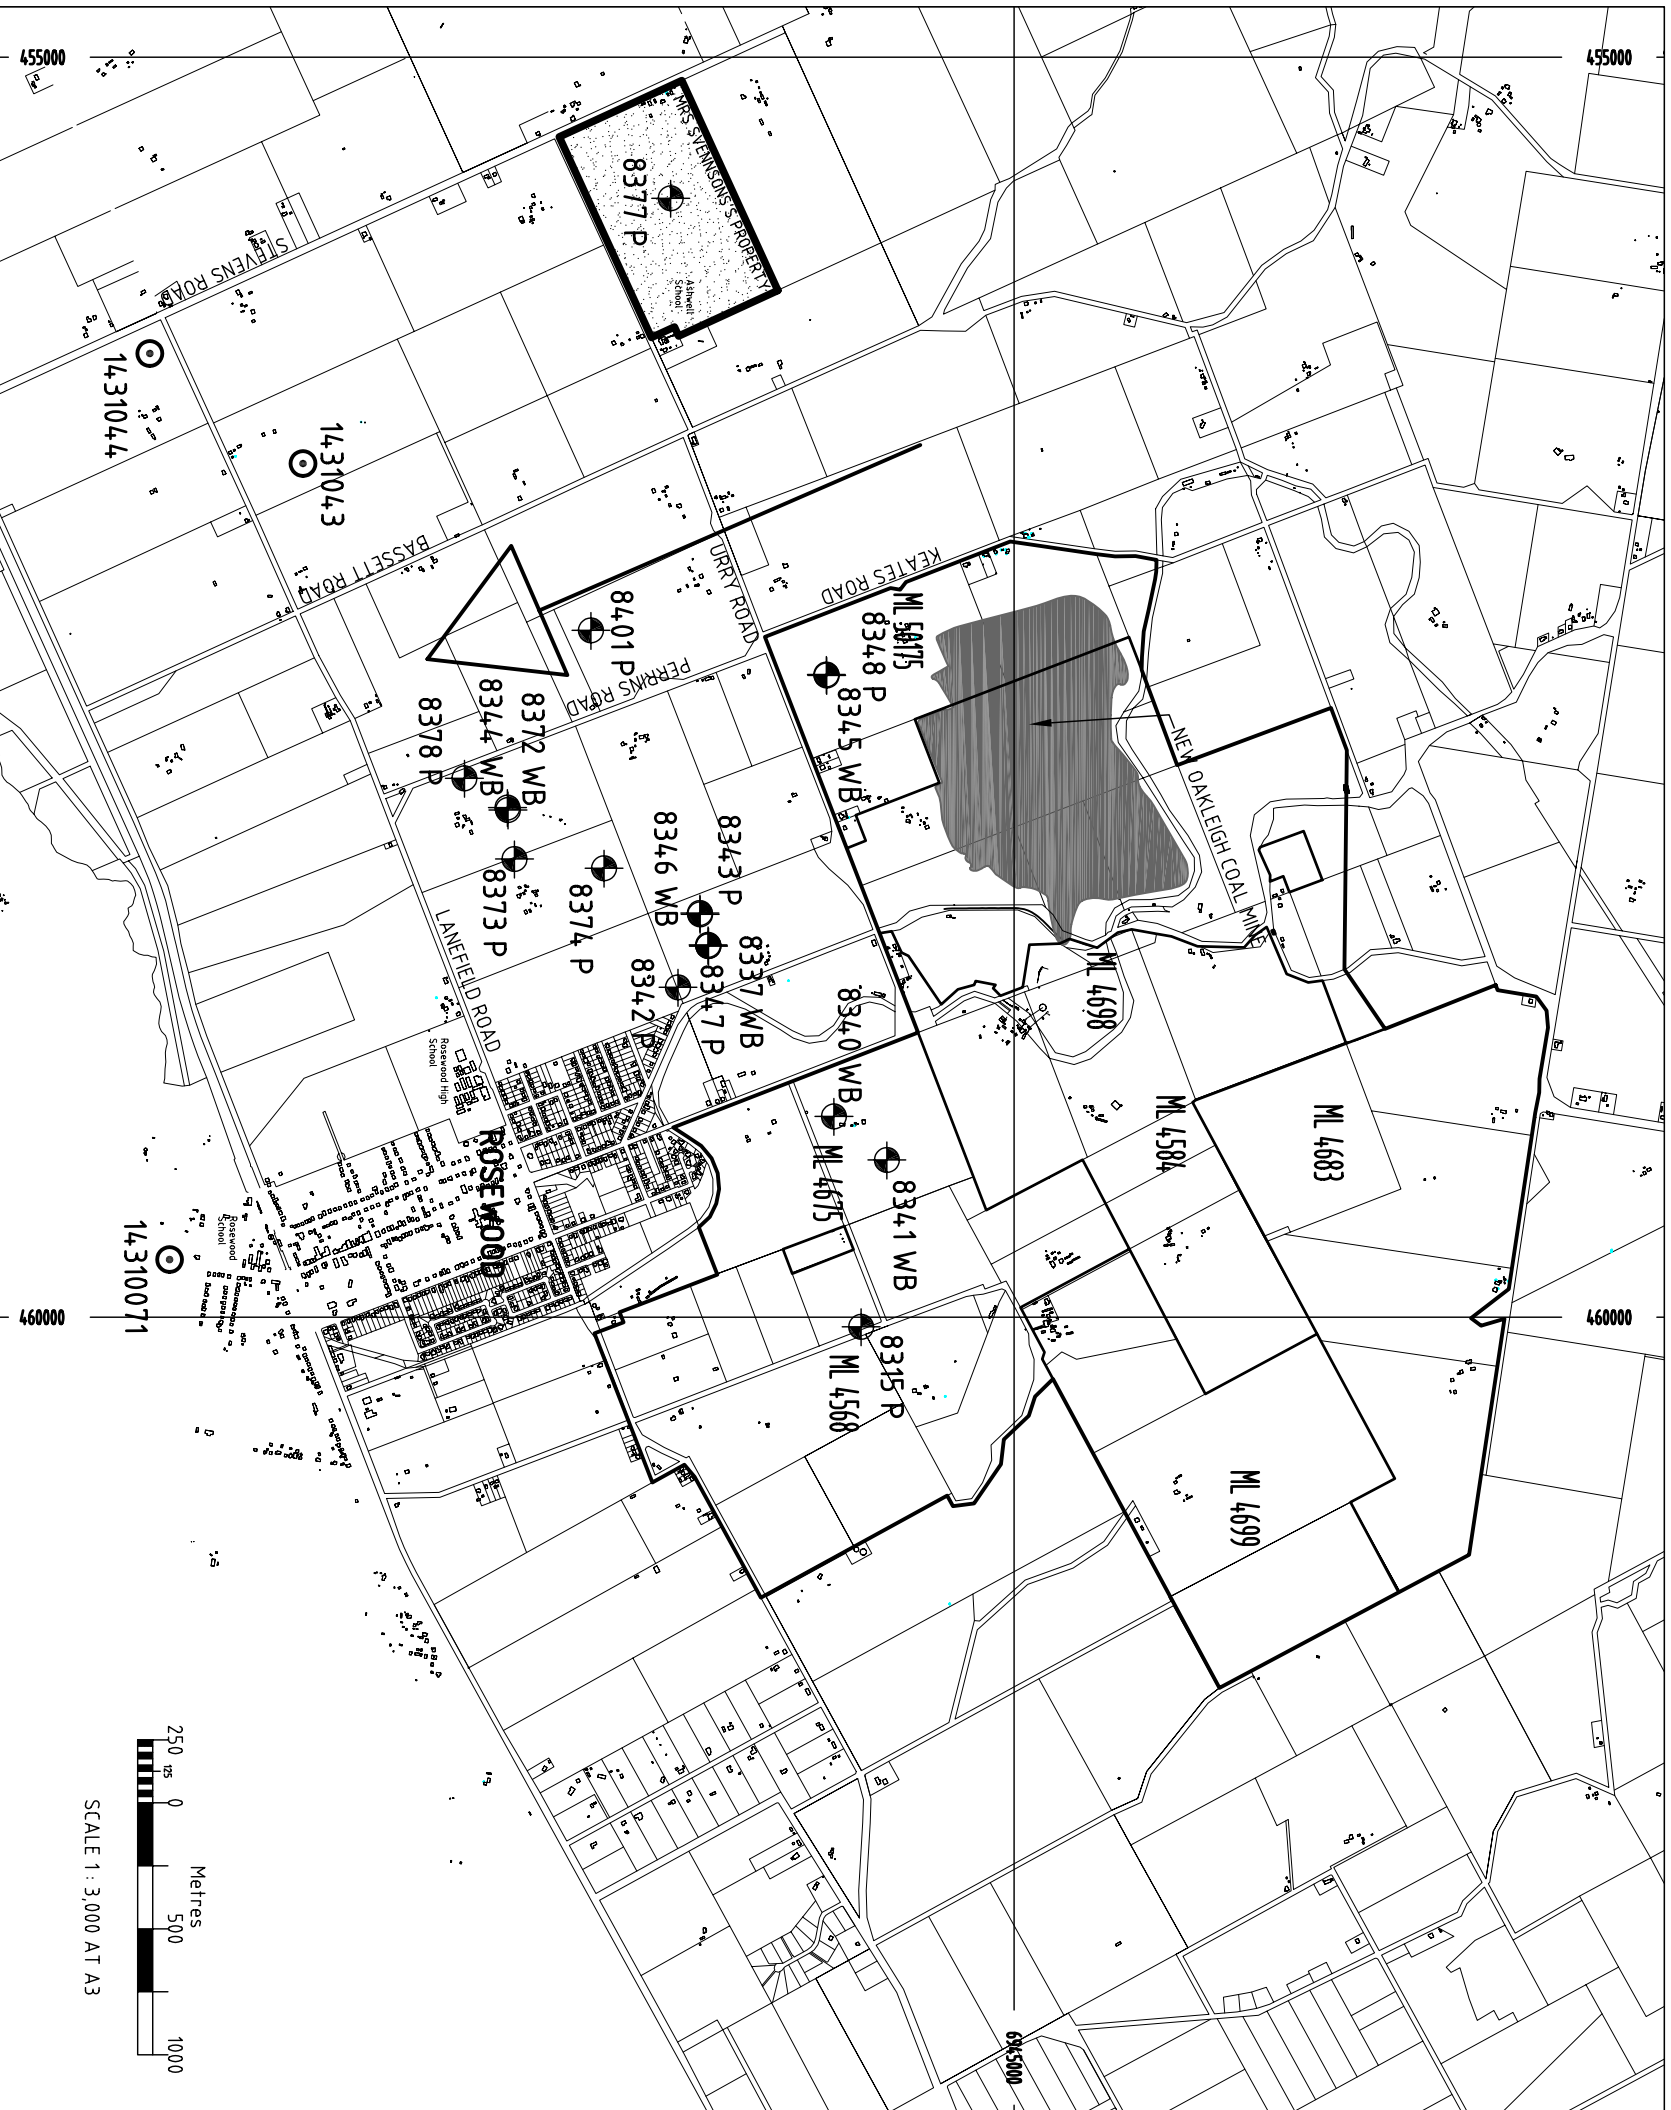 455000
455000
MRS SVENNSONS'S PROPERTY
8377 P
Ashwell
School
STEVENS ROAD
1431044
1431043
BASSETT ROAD
URRY ROAD
KEATES ROAD
8401 P
PERRINS ROAD
ML 50175
8348 P
8345 WB
NEW OAKLEIGH COAL MINE
8378 P
8344 WB
8372 WB
8373 P
8374 P
8346 WB
8343 P
8337 WB
8347 P
8342 P
8340 WB
LANEFIELD ROAD
Rosewood High
School
ROSEWOOD
Rosewood
School
14310071
ML 4698
ML 4584
ML 4683
ML 4675
8341 WB
8315 P
ML 4568
ML 4699
460000
460000
6945000
250
125
0
500
1000
Metres
SCALE 1: 3,000 AT A3